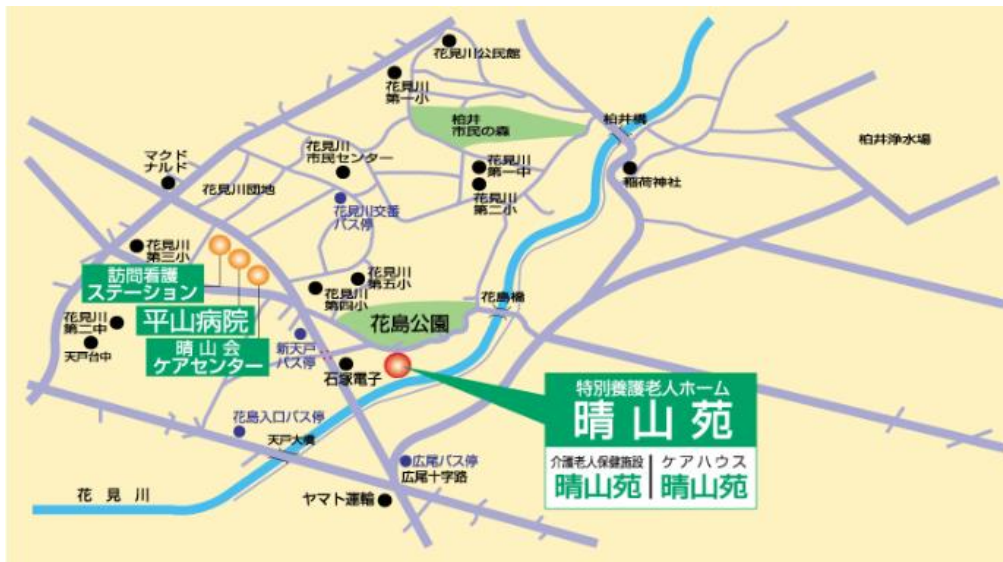 花見川公民館
花見川
第一小
柏井
市民の森
柏井橋
柏井浄水場
マクド
ナルド
花見川
市民センター
花見川
第一中
花見川
第二小
稲荷神社
花見川団地
花見川交番
バス停
花見川
第三小
訪問看護
ステーション
花見川
第五小
花見川
第四小
花島橋
平山病院
花島公園
花見川
第二中
天戸台中
晴山会
ケアセンター
新天戸
バス停
石塚電子
特別養護老人ホーム
晴山苑
介護老人保健施設
晴山苑
ケアハウス
晴山苑
花島入口バス停
天戸大橋
広尾バス停
広尾十字路
花見川
ヤマト運輸